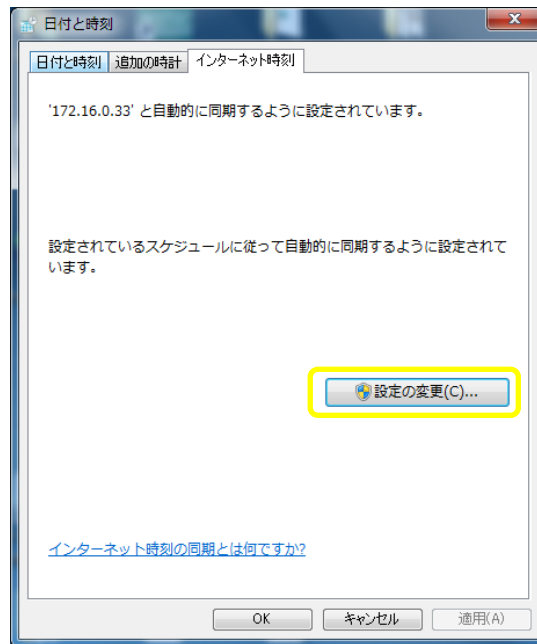 日付と時刻
日付と時刻 追加の時計 インターネット時刻
'172.16.0.33' と自動的に同期するように設定されています。
設定されているスケジュールに従って自動的に同期するように設定されて
います。
設定の変更(C)...
インターネット時刻の同期とは何ですか?
OK キャンセル 適用(A)